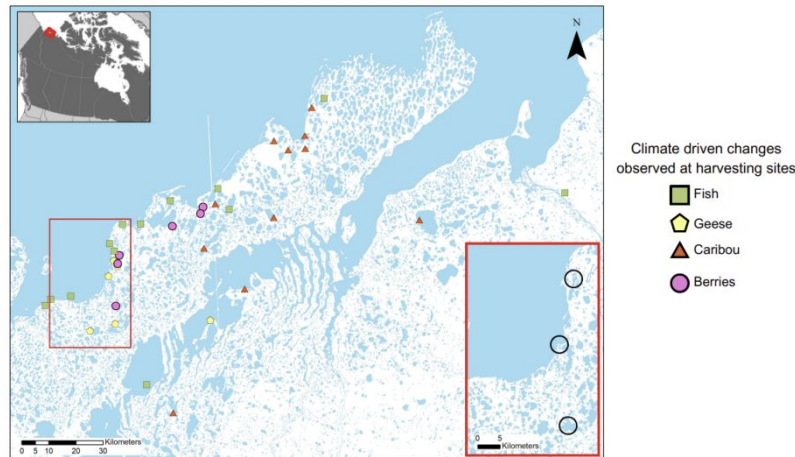 N
Climate driven changes
observed at harvesting sites
Fish
Geese
Caribou
Berries
0 5 10 20 30
Kilometers
0 5
Kilometers